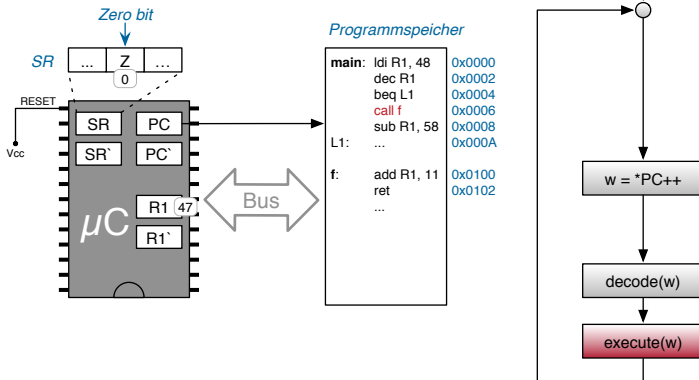 Zero bit
Programmspeicher
SR ... Z ...
0
RESET
Vcc
SR PC
SR` PC`
R1 47
R1`
µC
Bus
main: ldi R1, 48 0x0000
dec R1 0x0002
beq L1 0x0004
call f 0x0006
sub R1, 58 0x0008
L1: ... 0x000A
f: add R1, 11 0x0100
ret 0x0102
...
w = *PC++
decode(w)
execute(w)